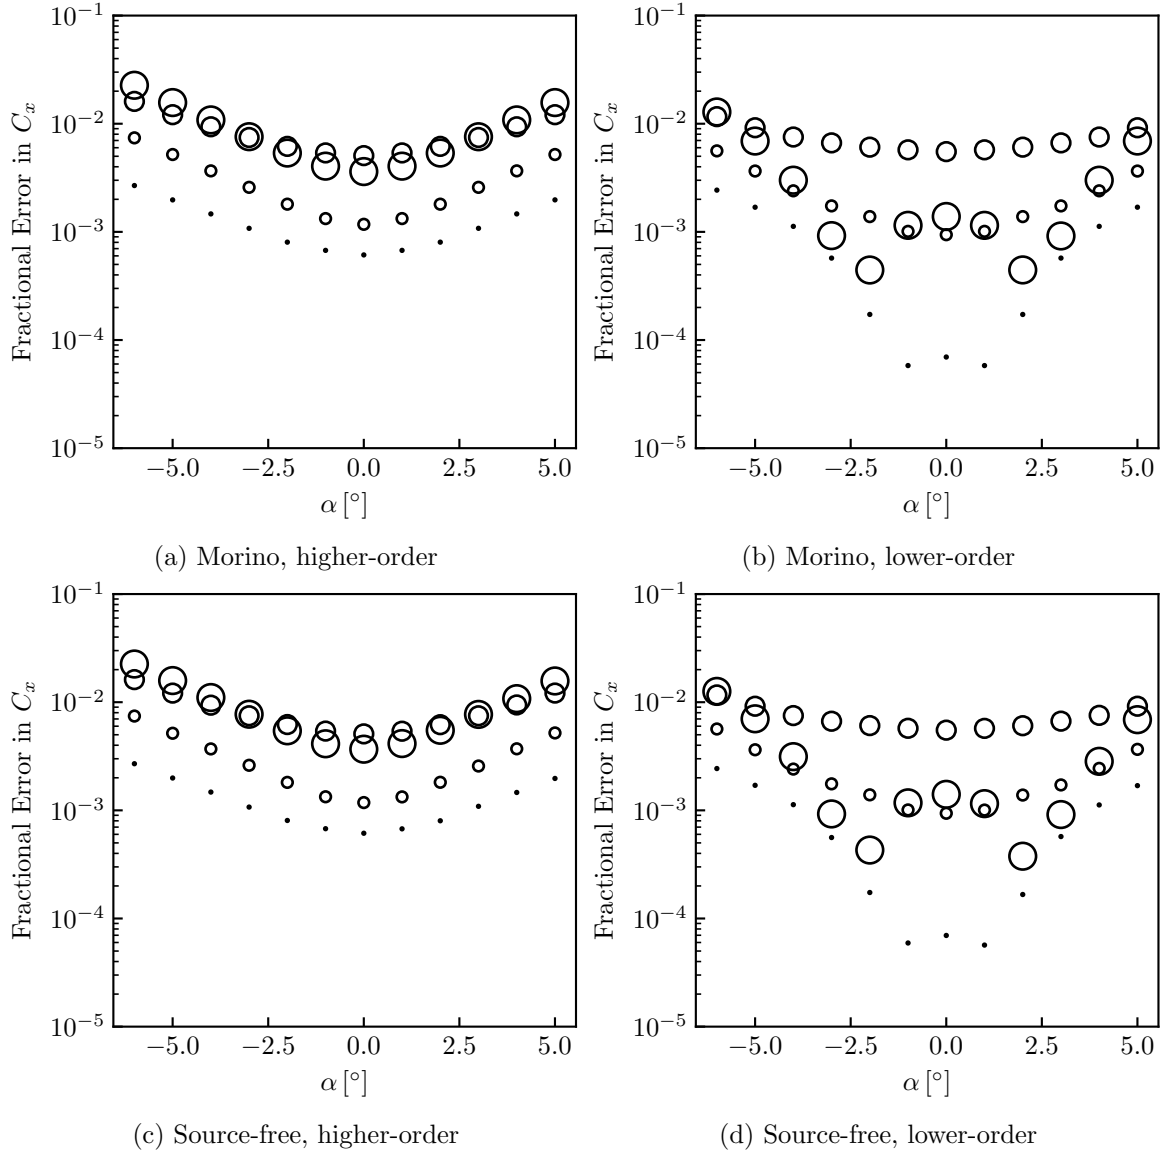 10⁻¹
10⁻²
10⁻³
10⁻⁴
10⁻⁵
Fractional Error in Cₓ
−5.0 −2.5 0.0 2.5 5.0
α [°]
(a) Morino, higher-order
10⁻¹
10⁻²
10⁻³
10⁻⁴
10⁻⁵
Fractional Error in Cₓ
−5.0 −2.5 0.0 2.5 5.0
α [°]
(b) Morino, lower-order
10⁻¹
10⁻²
10⁻³
10⁻⁴
10⁻⁵
Fractional Error in Cₓ
−5.0 −2.5 0.0 2.5 5.0
α [°]
(c) Source-free, higher-order
10⁻¹
10⁻²
10⁻³
10⁻⁴
10⁻⁵
Fractional Error in Cₓ
−5.0 −2.5 0.0 2.5 5.0
α [°]
(d) Source-free, lower-order